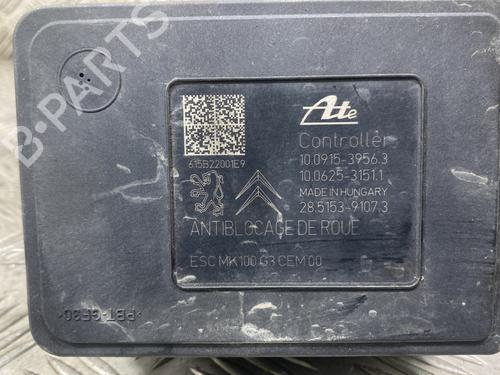 B-PARTS
Ate
Controller
10.0915-3956.3
615B22001E9
10.0625-3151.1
MADE IN HUNGARY
28.5153-9107.3
ANTIBLOCAGE DE ROUE
ESC MK100 G3 CEM 00
>PBT-GF30<